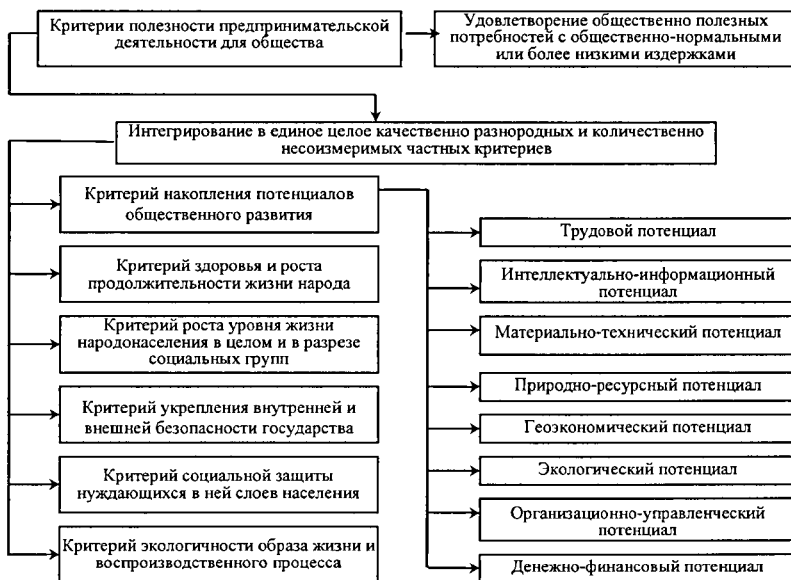 Критерии полезности предпринимательской
деятельности для общества
Удовлетворение общественно полезных
потребностей с общественно-нормальными
или более низкими издержками
Интегрирование в единое целое качественно разнородных и количественно
несоизмеримых частных критериев
Критерий накопления потенциалов
общественного развития
Критерий здоровья и роста
продолжительности жизни народа
Критерий роста уровня жизни
народонаселения в целом и в разрезе
социальных групп
Критерий укрепления внутренней и
внешней безопасности государства
Критерий социальной защиты
нуждающихся в ней слоев населения
Критерий экологичности образа жизни и
воспроизводственного процесса
Трудовой потенциал
Интеллектуально-информационный
потенциал
Материально-технический потенциал
Природно-ресурсный потенциал
Геоэкономический потенциал
Экологический потенциал
Организационно-управленческий
потенциал
Денежно-финансовый потенциал